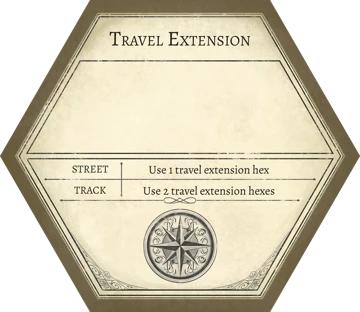 Travel Extension
STREET Use 1 travel extension hex
TRACK Use 2 travel extension hexes